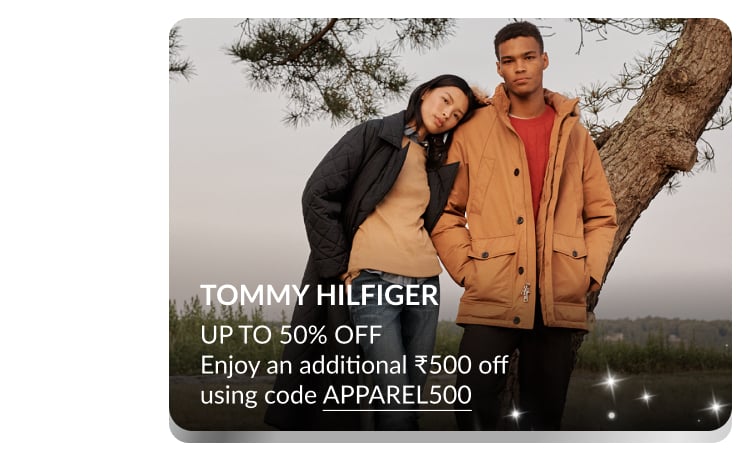 TOMMY HILFIGER
UP TO 50% OFF
Enjoy an additional ₹500 off
using code APPAREL500